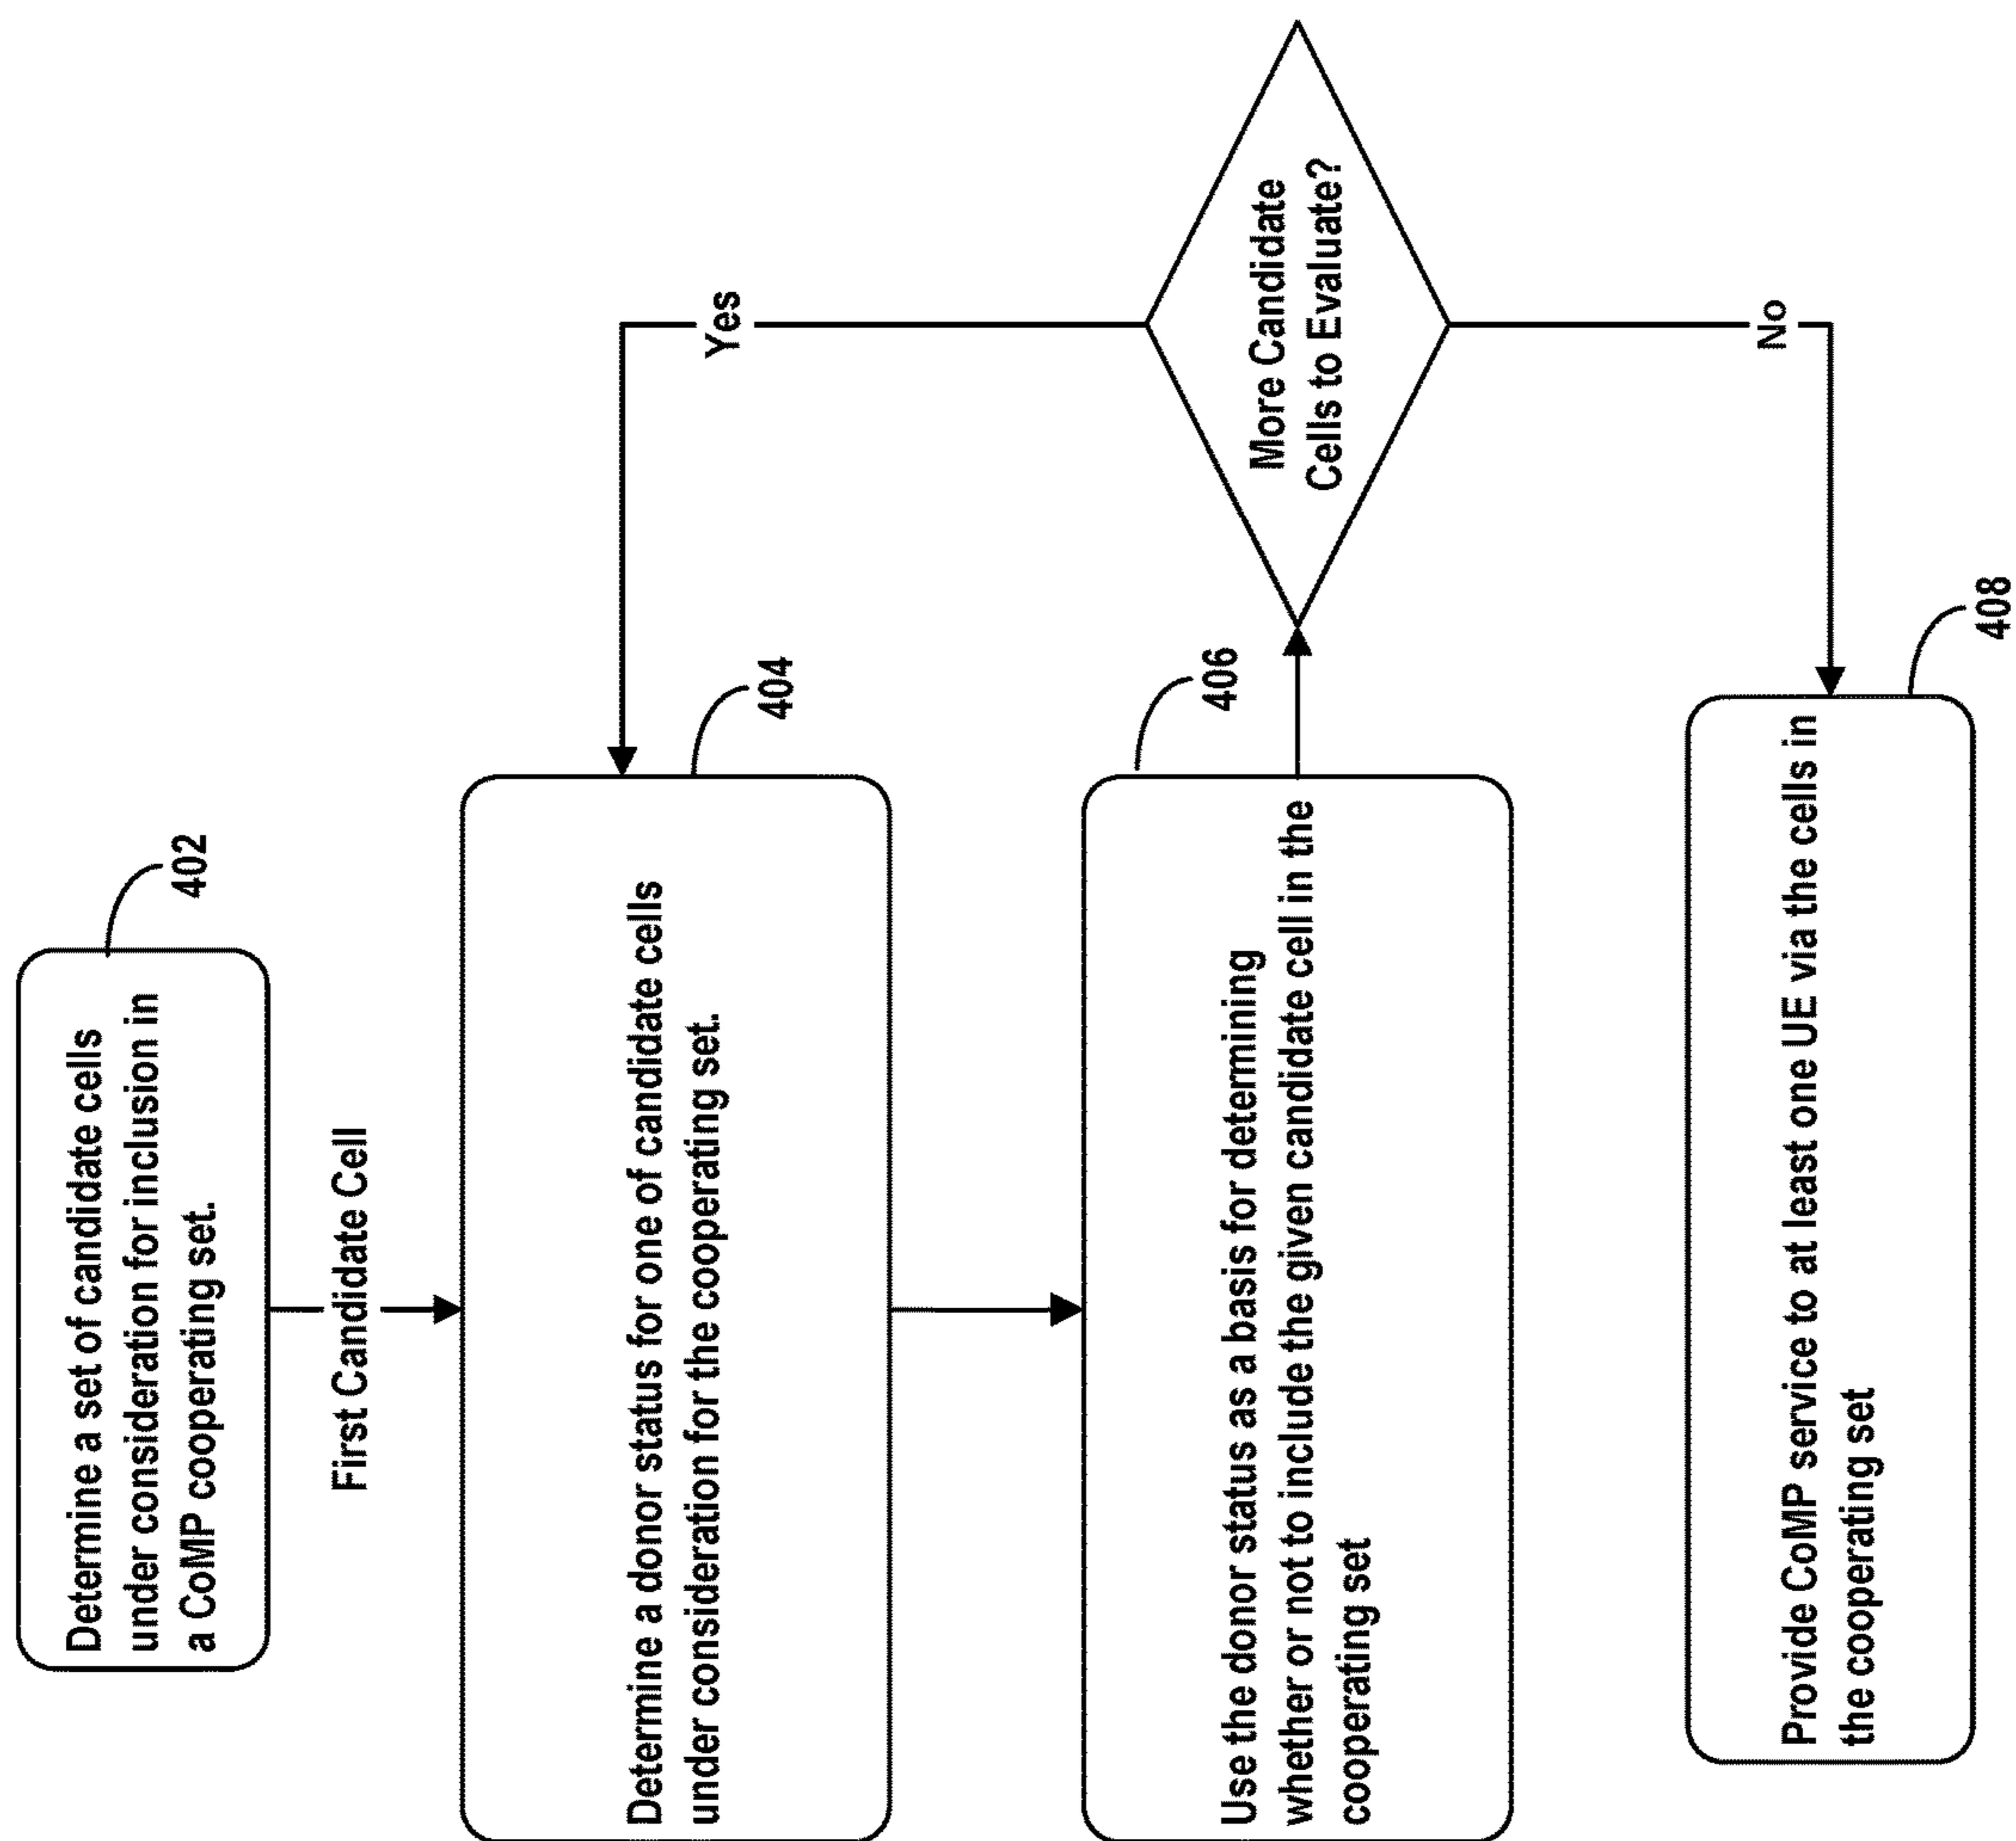 Determine a set of candidate cells
under consideration for inclusion in
a CoMP cooperating set.
402
First Candidate Cell
Determine a donor status for one of candidate cells
under consideration for the cooperating set.
404
Yes
Use the donor status as a basis for determining
whether or not to include the given candidate cell in the
cooperating set
406
More Candidate
Cells to Evaluate?
No
Provide CoMP service to at least one UE via the cells in
the cooperating set
408